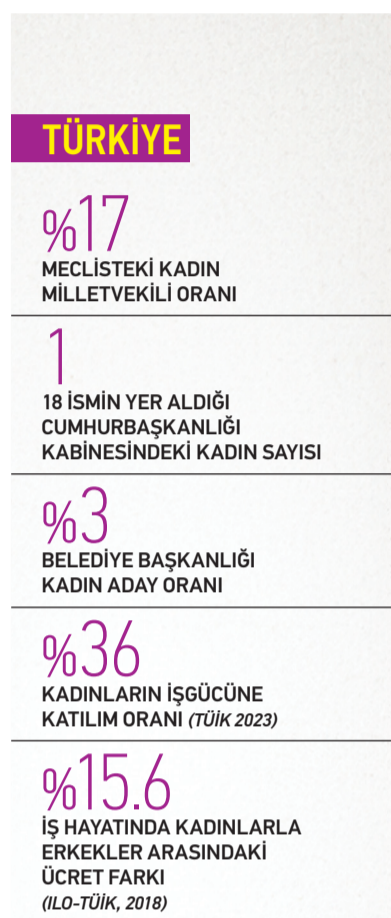 TÜRKİYE
%17
MECLİSTEKİ KADIN
MİLLETVEKİLİ ORANI
1
18 İSMİN YER ALDIĞI
CUMHURBAŞKANLIĞI
KABİNESİNDEKİ KADIN SAYISI
%3
BELEDİYE BAŞKANLIĞI
KADIN ADAY ORANI
%36
KADINLARIN İŞGÜCÜNE
KATILIM ORANI (TÜİK 2023)
%15.6
İŞ HAYATINDA KADINLARLA
ERKEKLER ARASINDAKİ
ÜCRET FARKI
(ILO-TÜİK, 2018)